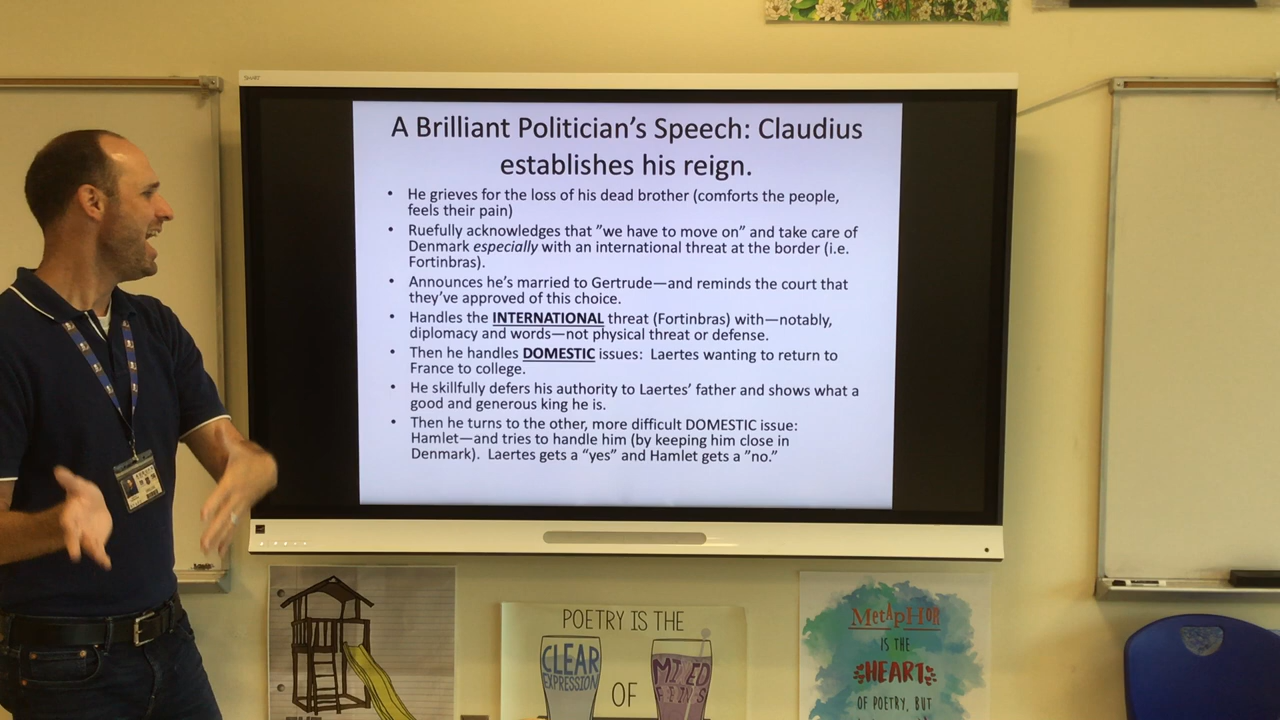 SMART
A Brilliant Politician’s Speech: Claudius
establishes his reign.
• He grieves for the loss of his dead brother (comforts the people,
feels their pain)
• Ruefully acknowledges that ”we have to move on” and take care of
Denmark especially with an international threat at the border (i.e.
Fortinbras).
• Announces he’s married to Gertrude—and reminds the court that
they’ve approved of this choice.
• Handles the INTERNATIONAL threat (Fortinbras) with—notably,
diplomacy and words—not physical threat or defense.
• Then he handles DOMESTIC issues: Laertes wanting to return to
France to college.
• He skillfully defers his authority to Laertes’ father and shows what a
good and generous king he is.
• Then he turns to the other, more difficult DOMESTIC issue:
Hamlet—and tries to handle him (by keeping him close in
Denmark). Laertes gets a “yes” and Hamlet gets a ”no.”
POETRY IS THE
CLEAR
EXPRESSION
OF
MIXED
MetApHOR
IS THE
HEART
OF POETRY, BUT